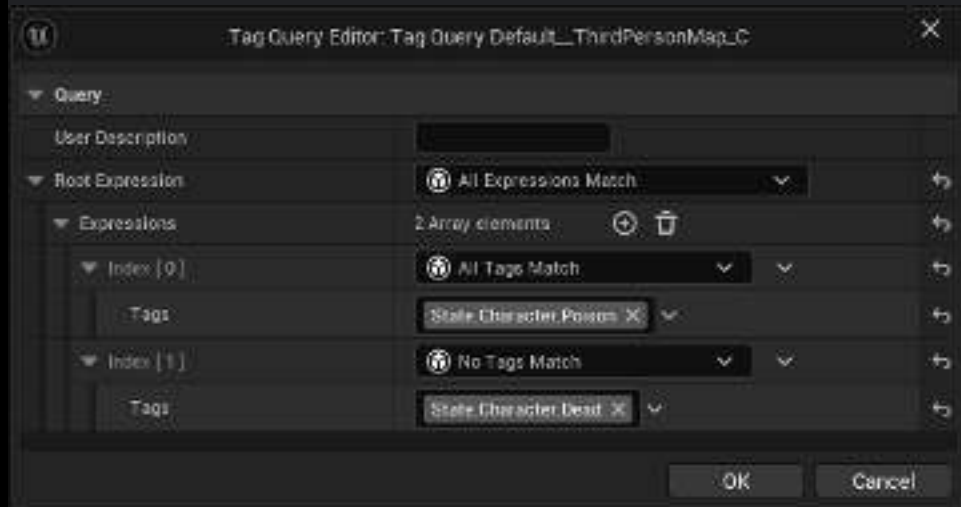 Tag Query Editor: Tag Query Default__ThirdPersonMap_C
Query
User Description
Root Expression All Expressions Match
Expressions 2 Array elements
Index [ 0 ] All Tags Match
Tags State.Character.Poison
Index [ 1 ] No Tags Match
Tags State.Character.Dead
OK Cancel